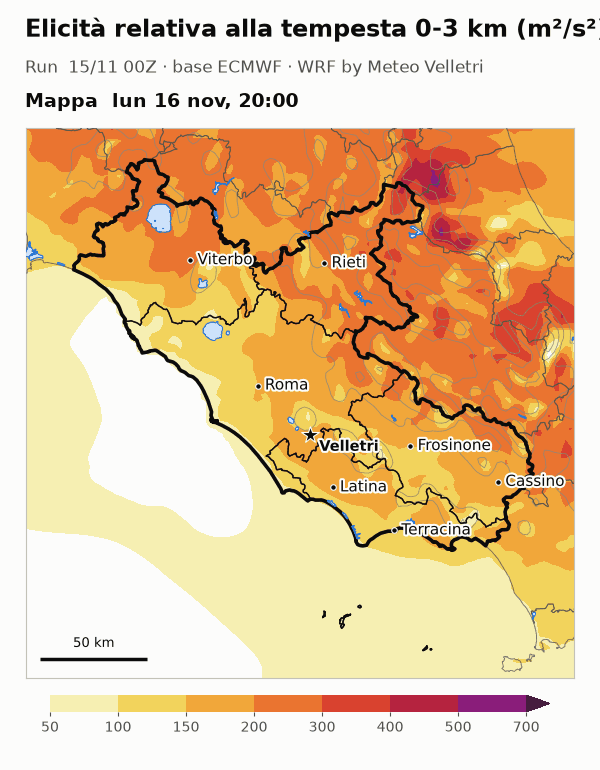 Elicità relativa alla tempesta 0-3 km (m²/s²)
Run 15/11 00Z · base ECMWF · WRF by Meteo Velletri
Mappa lun 16 nov, 20:00
Viterbo
Rieti
Roma
Velletri
Frosinone
Cassino
Latina
Terracina
50 km
50 100 150 200 300 400 500 700